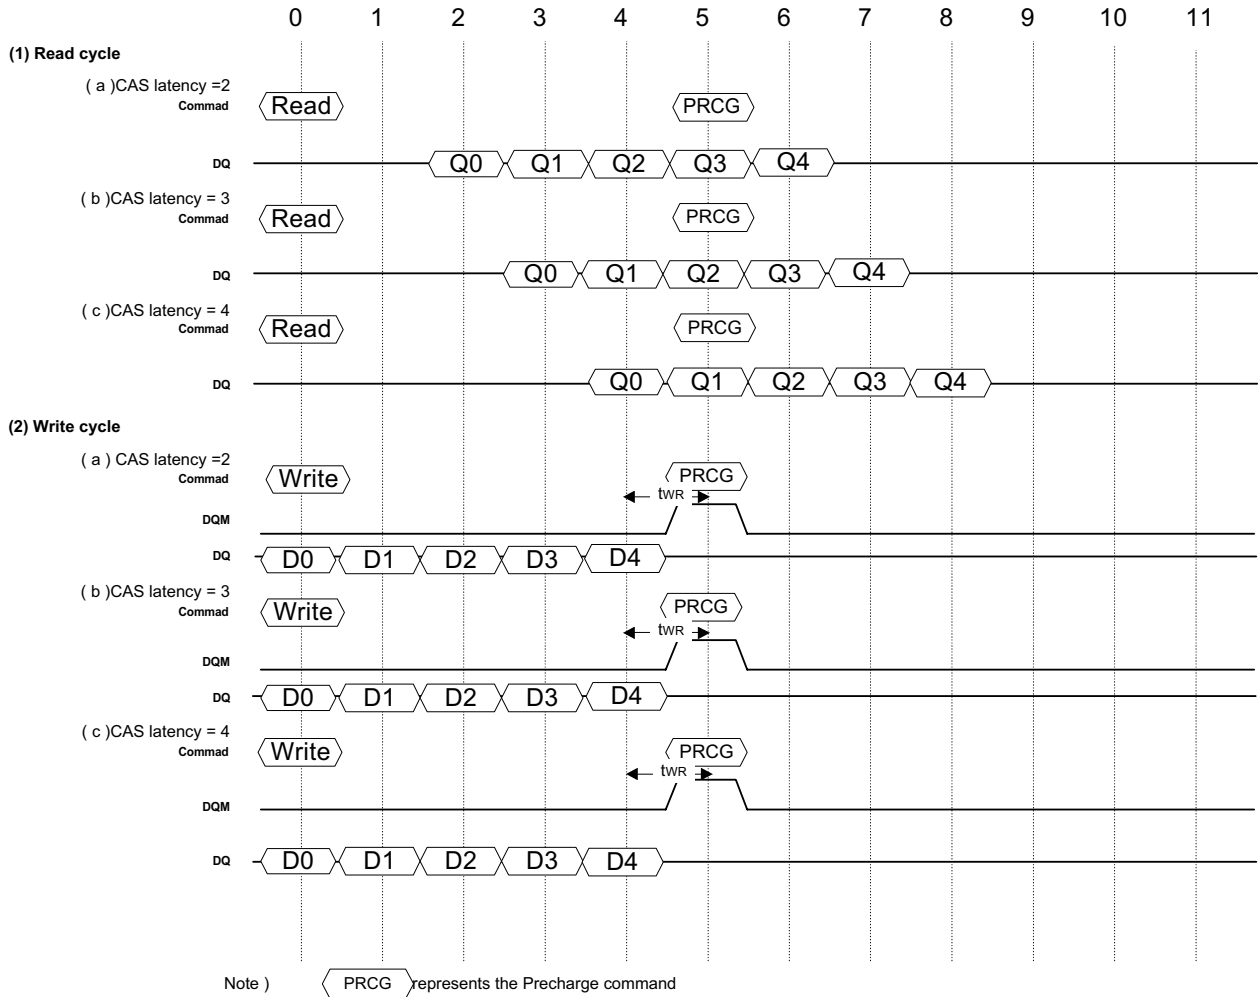 0 1 2 3 4 5 6 7 8 9 10 11
(1) Read cycle
( a )CAS latency =2
Commad Read PRCG
DQ Q0 Q1 Q2 Q3 Q4
( b )CAS latency = 3
Commad Read PRCG
DQ Q0 Q1 Q2 Q3 Q4
( c )CAS latency = 4
Commad Read PRCG
DQ Q0 Q1 Q2 Q3 Q4
(2) Write cycle
( a ) CAS latency =2
Commad Write PRCG
tWR
DQM
DQ D0 D1 D2 D3 D4
( b )CAS latency = 3
Commad Write PRCG
tWR
DQM
DQ D0 D1 D2 D3 D4
( c )CAS latency = 4
Commad Write PRCG
tWR
DQM
DQ D0 D1 D2 D3 D4
Note ) PRCG represents the Precharge command